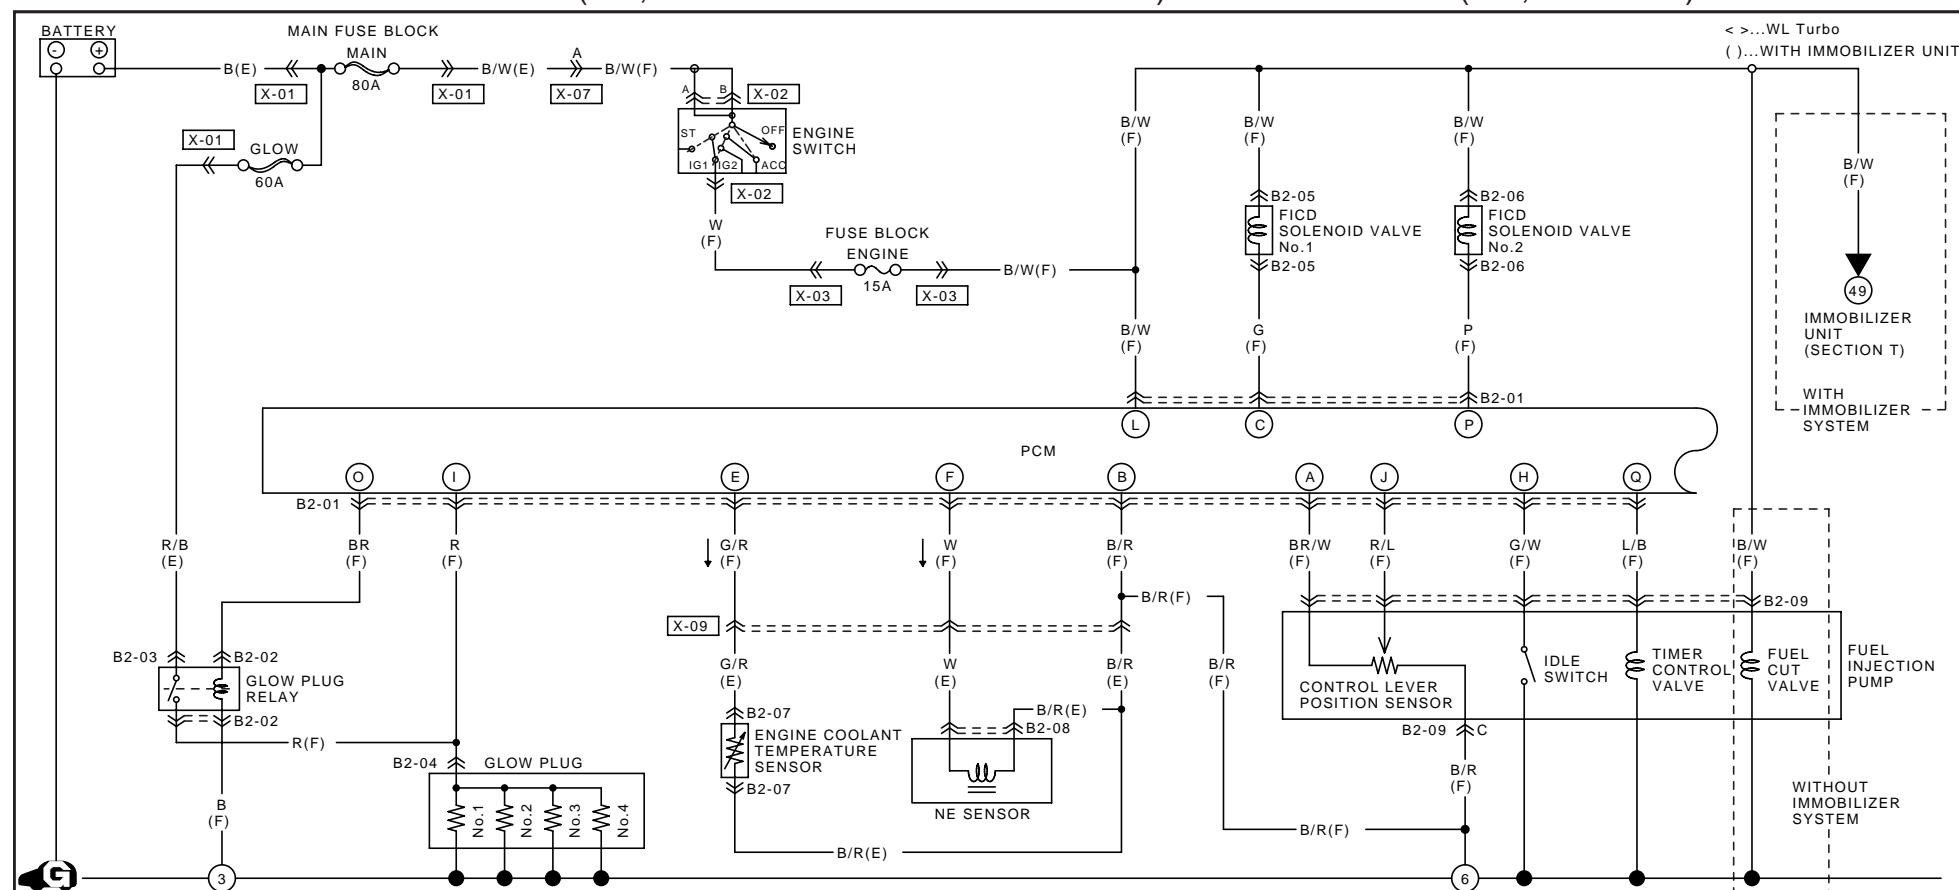 BATTERY
- +
MAIN FUSE BLOCK
MAIN
80A
B(E)
X-01
X-01
B/W(E)
A
X-07
B/W(F)
A B
X-02
ST
OFF
IG1 IG2 ACC
ENGINE
SWITCH
X-02
W
(F)
X-01
GLOW
60A
FUSE BLOCK
ENGINE
15A
X-03
X-03
B/W(F)
< >...WL Turbo
( )...WITH IMMOBILIZER UNIT
B/W
(F)
B/W
(F)
B/W
(F)
B/W
(F)
B2-05
FICD
SOLENOID VALVE
No.1
B2-05
B2-06
FICD
SOLENOID VALVE
No.2
B2-06
49
IMMOBILIZER
UNIT
(SECTION T)
WITH
IMMOBILIZER
SYSTEM
B/W
(F)
G
(F)
P
(F)
B2-01
L C P
PCM
O I E F B A J H Q
B2-01
R/B
(E)
BR
(F)
R
(F)
G/R
(F)
W
(F)
B/R
(F)
BR/W
(F)
R/L
(F)
G/W
(F)
L/B
(F)
B/W
(F)
B/R(F)
B2-09
X-09
B2-03
B2-02
GLOW PLUG
RELAY
B2-02
R(F)
B
(F)
B2-04
GLOW PLUG
No.1
No.2
No.3
No.4
G/R
(E)
W
(E)
B/R
(E)
B/R
(F)
B2-07
ENGINE COOLANT
TEMPERATURE
SENSOR
B2-07
B/R(E)
B2-08
NE SENSOR
B/R(E)
CONTROL LEVER
POSITION SENSOR
IDLE
SWITCH
TIMER
CONTROL
VALVE
FUEL
CUT
VALVE
FUEL
INJECTION
PUMP
B2-09 C
B/R
(F)
B/R(F)
WITHOUT
IMMOBILIZER
SYSTEM
G
3
6